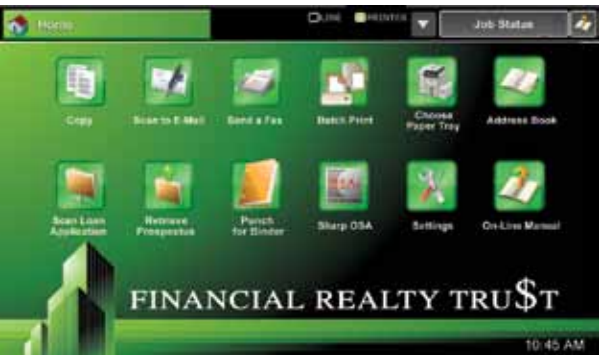 Home
LINE PRINTER Job Status
Copy Scan to E-Mail Send a Fax Batch Print Choose Paper Tray Address Book
Scan Loan Application Retrieve Prospectus Punch for Binder Sharp OSA Settings On-Line Manual
FINANCIAL REALTY TRU$T
10:45 AM